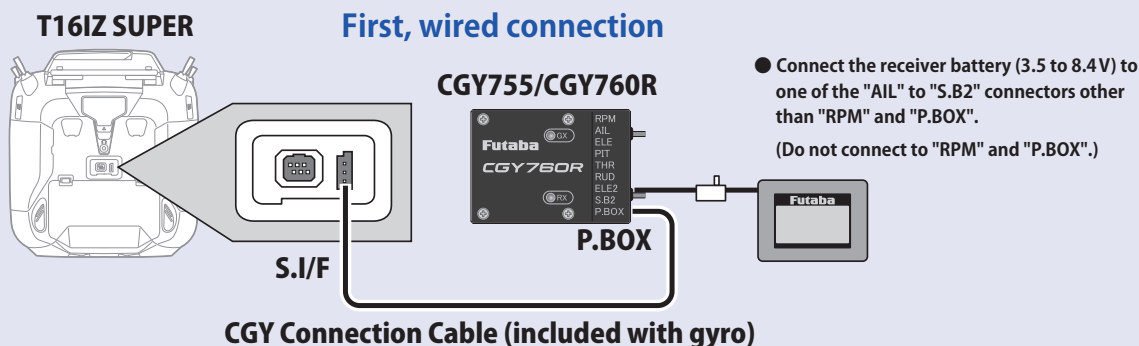 T16IZ SUPER
First, wired connection
CGY755/CGY760R
● Connect the receiver battery (3.5 to 8.4 V) to
one of the "AIL" to "S.B2" connectors other
than "RPM" and "P.BOX".
(Do not connect to "RPM" and "P.BOX".)
Futaba
CGY760R
GX
RX
RPM
AIL
ELE
PIT
THR
RUD
ELE2
S.B2
P.BOX
Futaba
P.BOX
S.I/F
CGY Connection Cable (included with gyro)